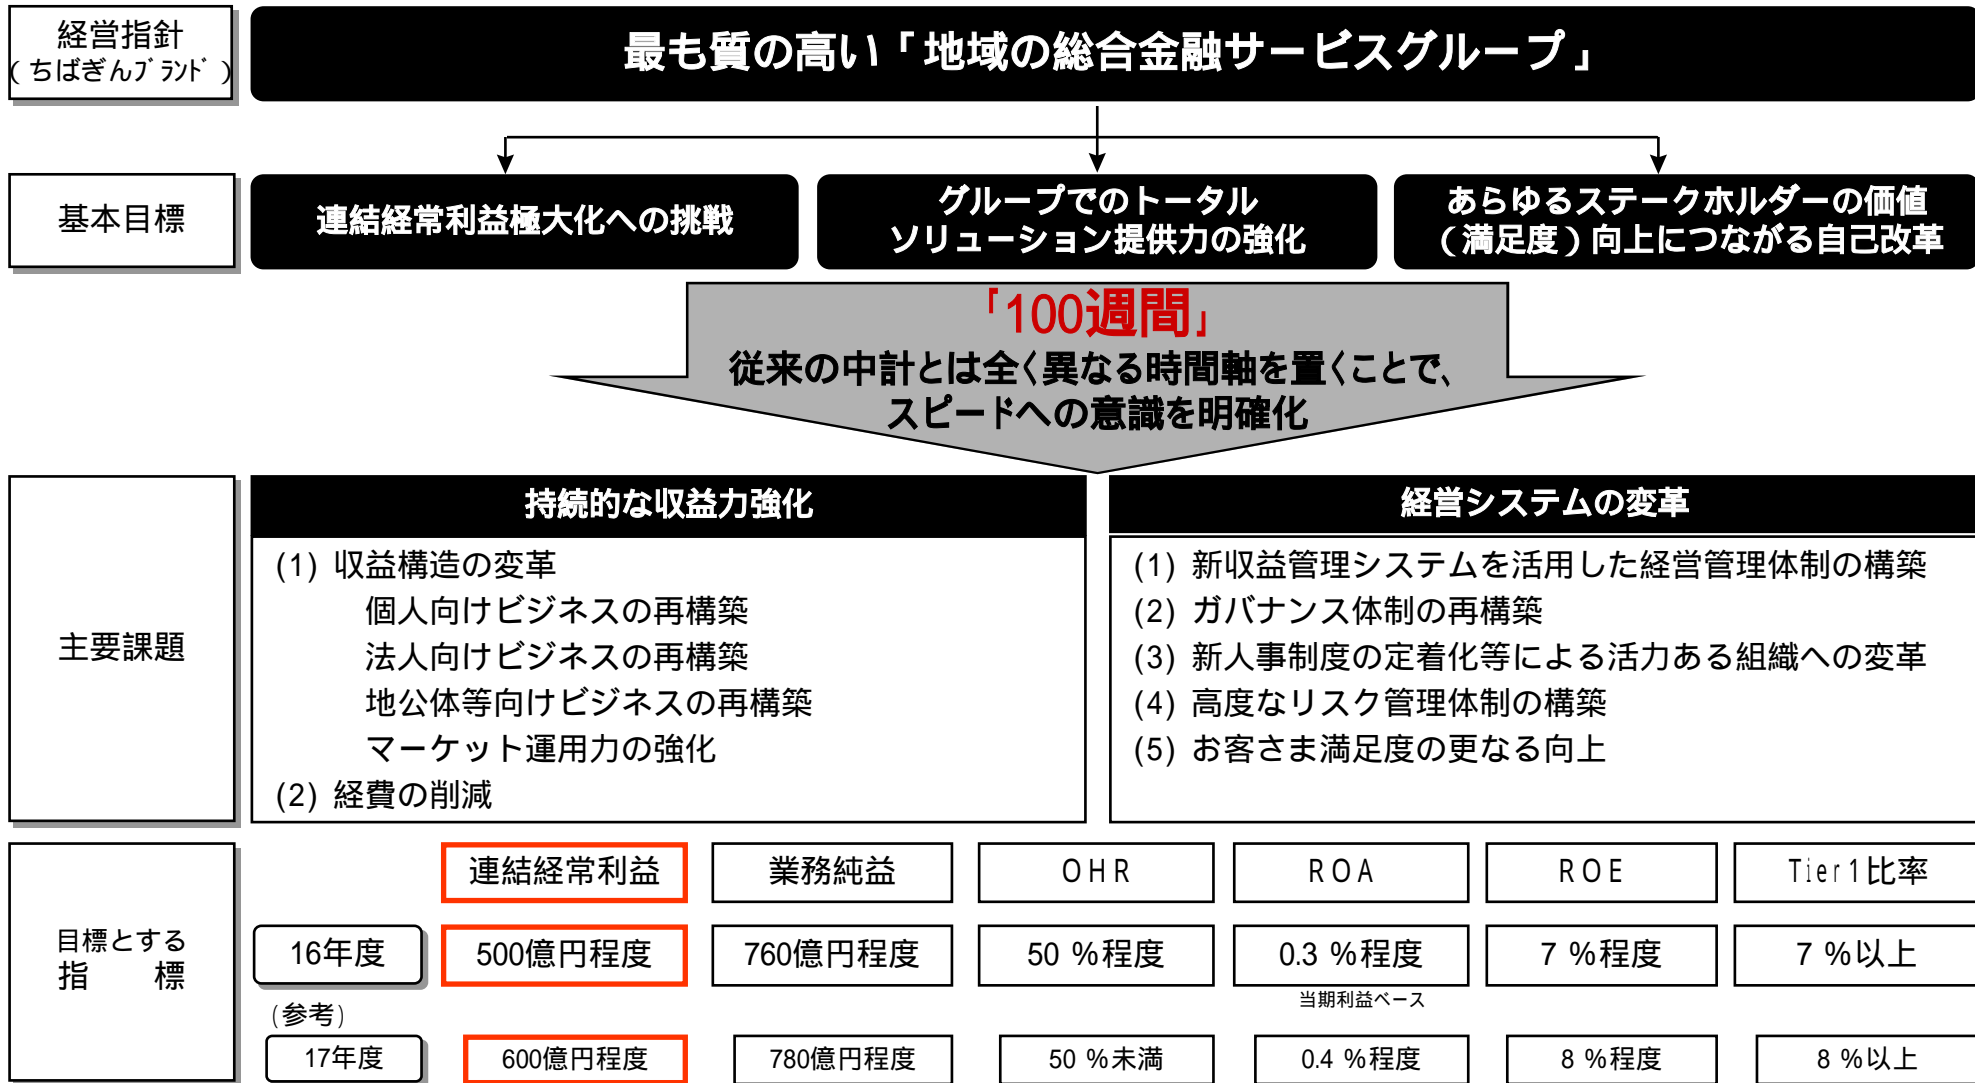 経営指針
(ちばぎんﾌﾞﾗﾝﾄﾞ)
最も質の高い「地域の総合金融サービスグループ」
基本目標
連結経常利益極大化への挑戦
グループでのトータル
ソリューション提供力の強化
あらゆるステークホルダーの価値
(満足度)向上につながる自己改革
「100週間」
従来の中計とは全く異なる時間軸を置くことで、
スピードへの意識を明確化
主要課題
持続的な収益力強化
(1) 収益構造の変革
個人向けビジネスの再構築
法人向けビジネスの再構築
地公体等向けビジネスの再構築
マーケット運用力の強化
(2) 経費の削減
経営システムの変革
(1) 新収益管理システムを活用した経営管理体制の構築
(2) ガバナンス体制の再構築
(3) 新人事制度の定着化等による活力ある組織への変革
(4) 高度なリスク管理体制の構築
(5) お客さま満足度の更なる向上
目標とする
指 標
連結経常利益 業務純益 OHR ROA ROE Tier1比率
16年度 500億円程度 760億円程度 50 %程度 0.3 %程度 7 %程度 7 %以上
当期利益ベース
(参考)
17年度 600億円程度 780億円程度 50 %未満 0.4 %程度 8 %程度 8 %以上